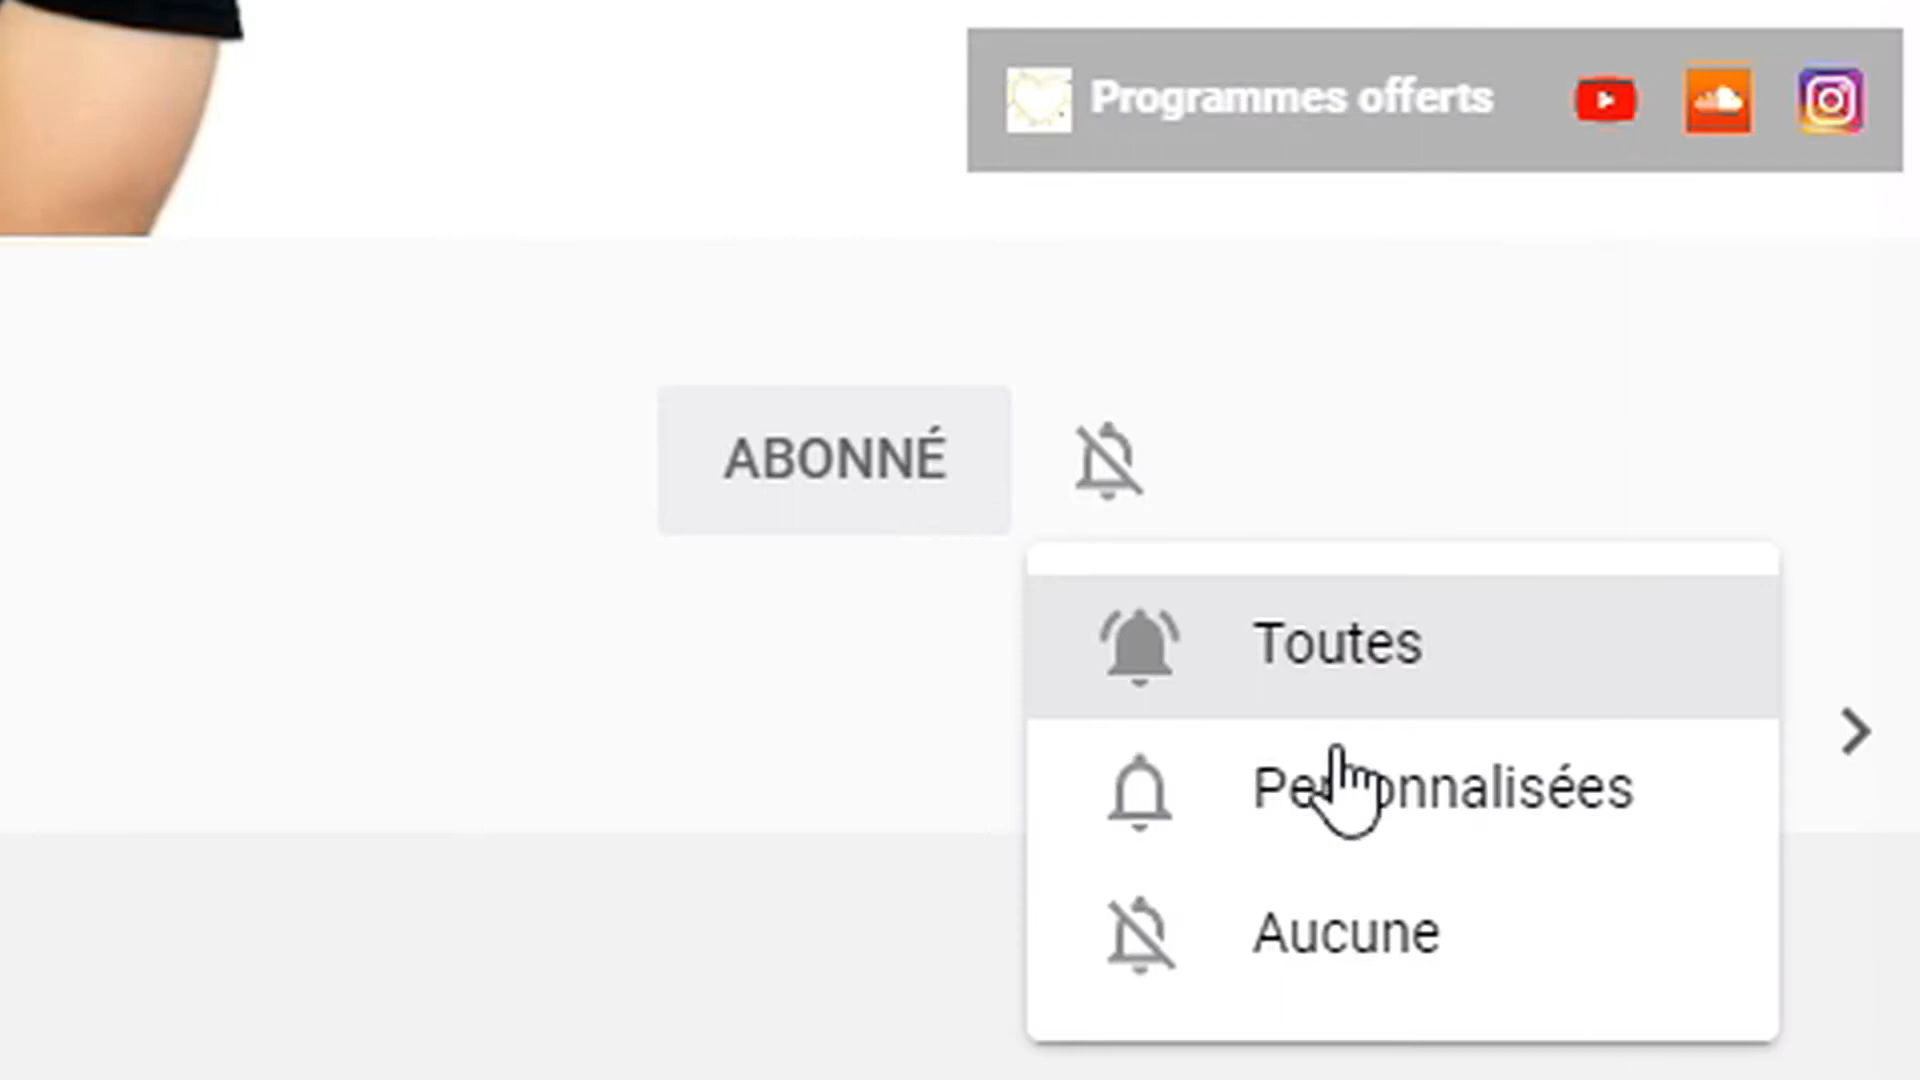 Programmes offerts
ABONNÉ
Toutes
Personnalisées
Aucune